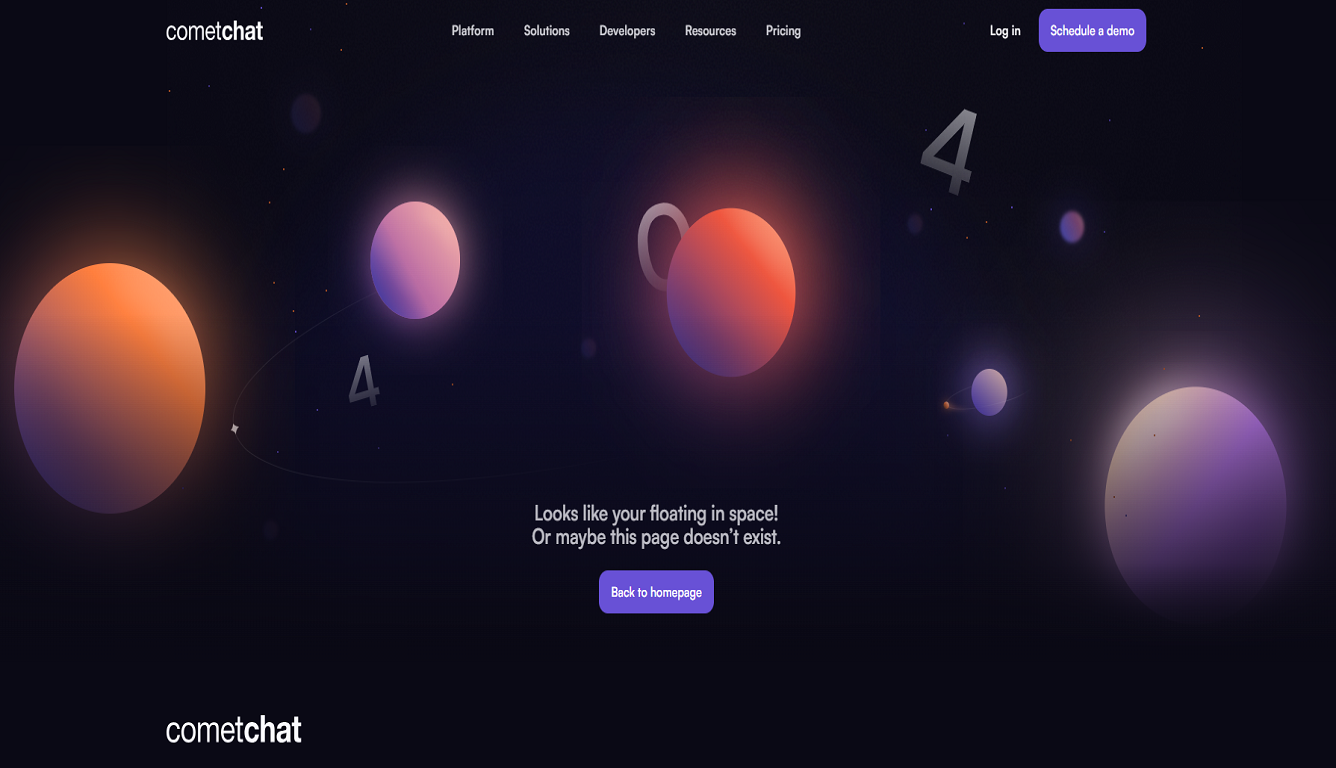 cometchat
Platform
Solutions
Developers
Resources
Pricing
Log in
Schedule a demo
4
0
4
Looks like your floating in space!
Or maybe this page doesn’t exist.
Back to homepage
cometchat